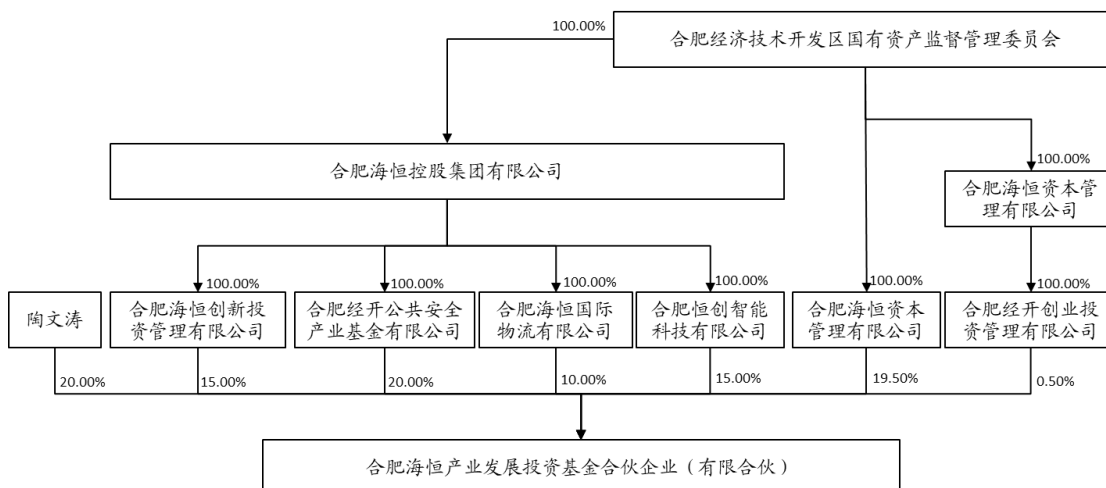 100.00%
合肥经济技术开发区国有资产监督管理委员会
合肥海恒控股集团有限公司
100.00%
合肥海恒资本管
理有限公司
100.00%
100.00%
100.00%
100.00%
100.00%
100.00%
陶文涛
合肥海恒创新投
资管理有限公司
合肥经开公共安全
产业基金有限公司
合肥海恒国际
物流有限公司
合肥恒创智能
科技有限公司
合肥海恒资本
管理有限公司
合肥经开创业投
资管理有限公司
20.00%
15.00%
20.00%
10.00%
15.00%
19.50%
0.50%
合肥海恒产业发展投资基金合伙企业（有限合伙）